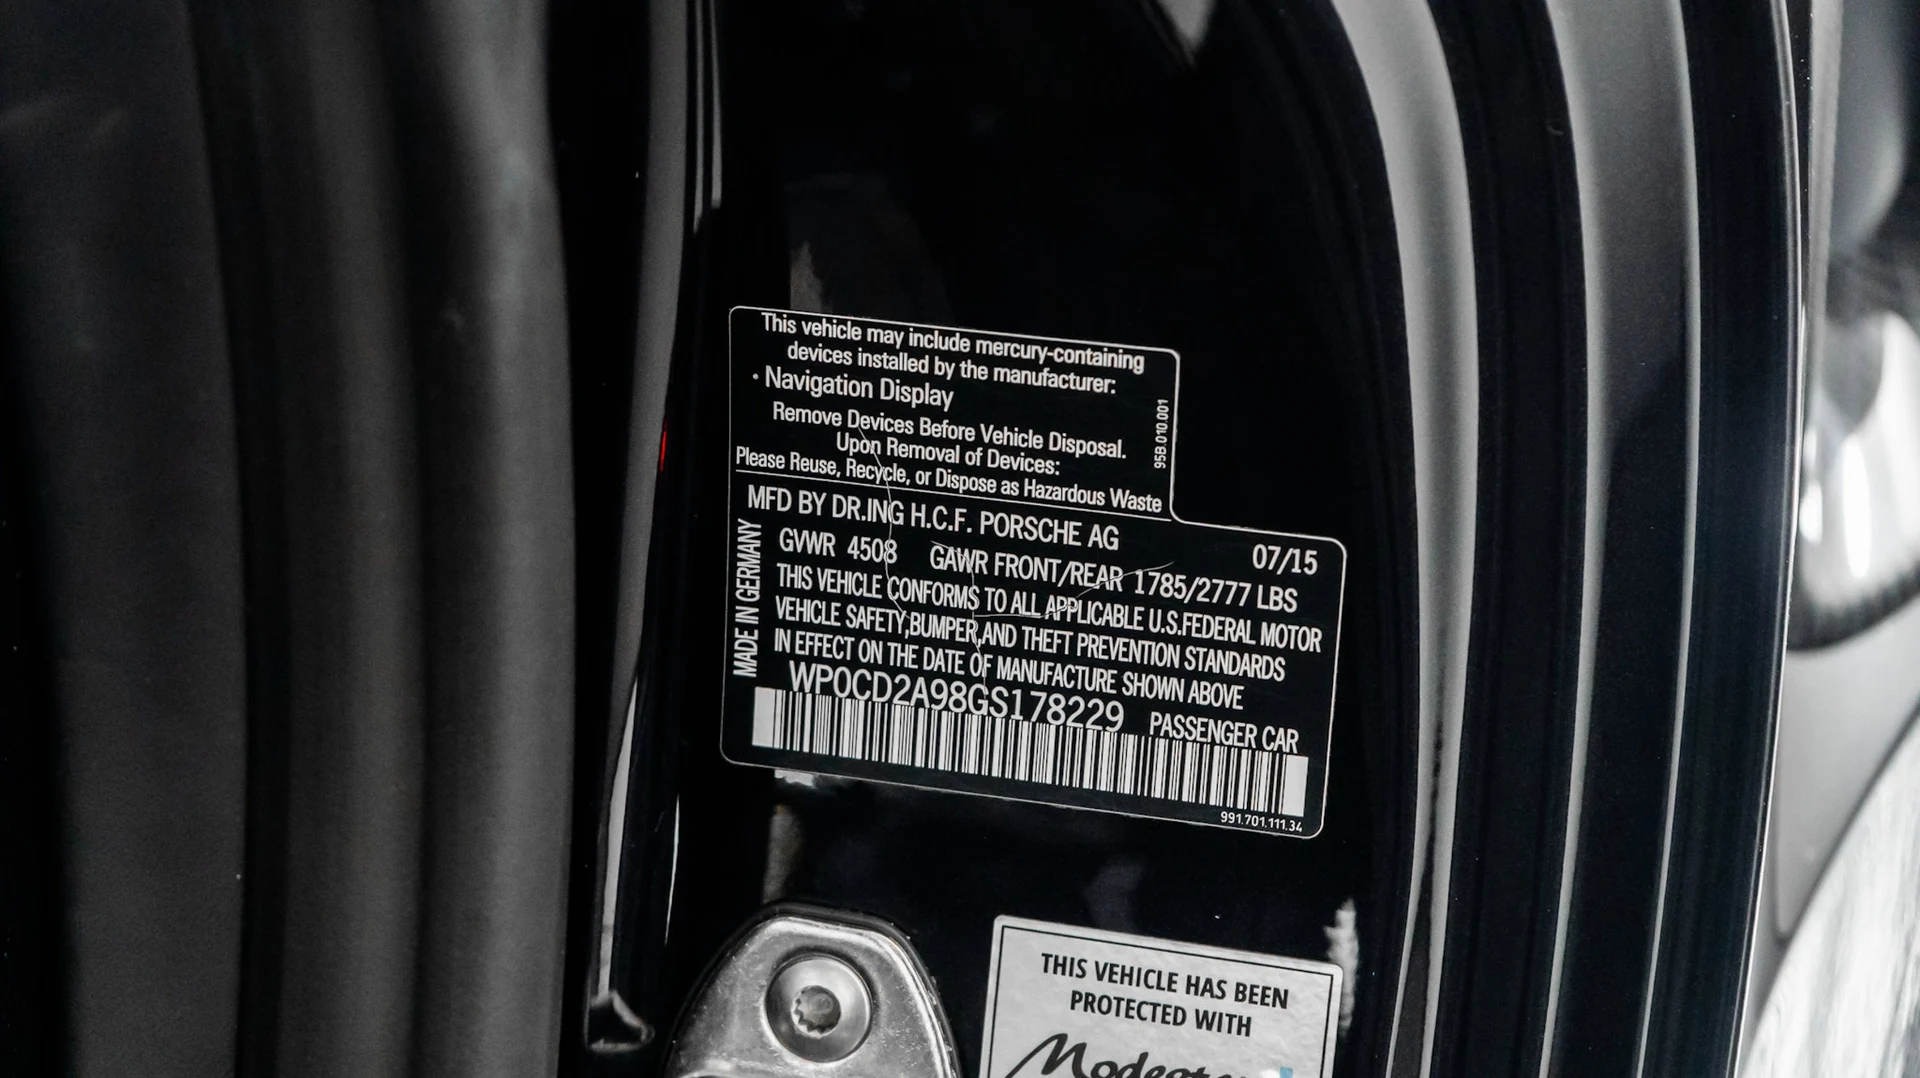 This vehicle may include mercury-containing
devices installed by the manufacturer:
• Navigation Display
Remove Devices Before Vehicle Disposal.
Upon Removal of Devices:
Please Reuse, Recycle, or Dispose as Hazardous Waste
95B.010.001
MFD BY DR.ING H.C.F. PORSCHE AG 07/15
GVWR 4508 GAWR FRONT/REAR 1785/2777 LBS
THIS VEHICLE CONFORMS TO ALL APPLICABLE U.S.FEDERAL MOTOR
VEHICLE SAFETY,BUMPER,AND THEFT PREVENTION STANDARDS
IN EFFECT ON THE DATE OF MANUFACTURE SHOWN ABOVE
WP0CD2A98GS178229 PASSENGER CAR
MADE IN GERMANY
991.701.111.34
THIS VEHICLE HAS BEEN
PROTECTED WITH